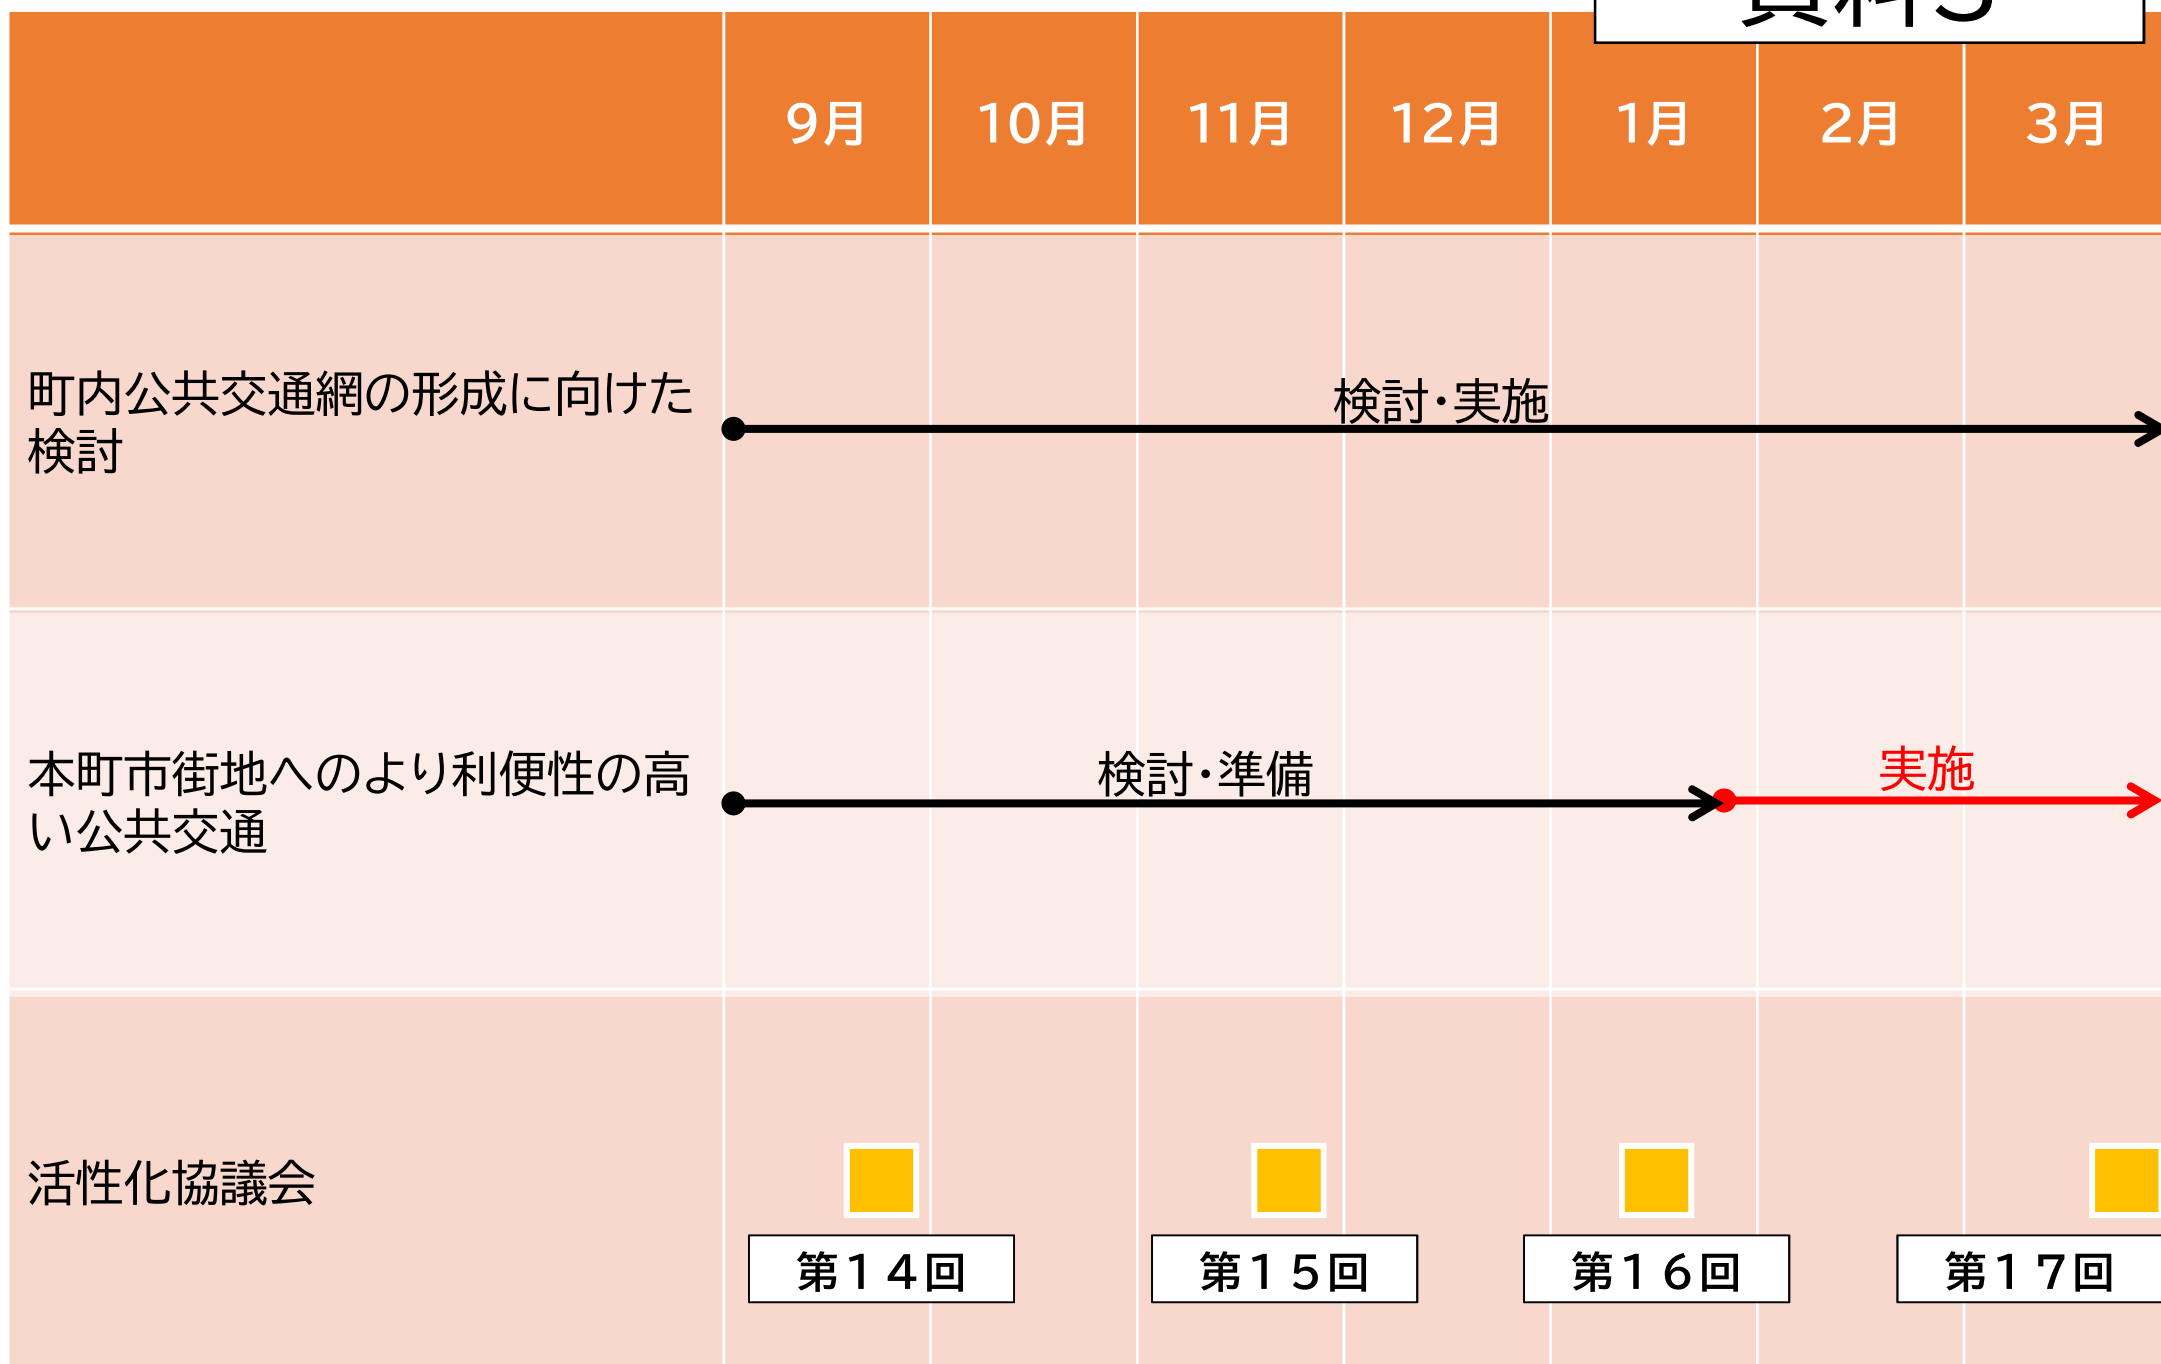 資料3
9月 10月 11月 12月 1月 2月 3月
町内公共交通網の形成に向けた
検討
検討・実施
本町市街地へのより利便性の高
い公共交通
検討・準備
実施
活性化協議会
第14回 第15回 第16回 第17回